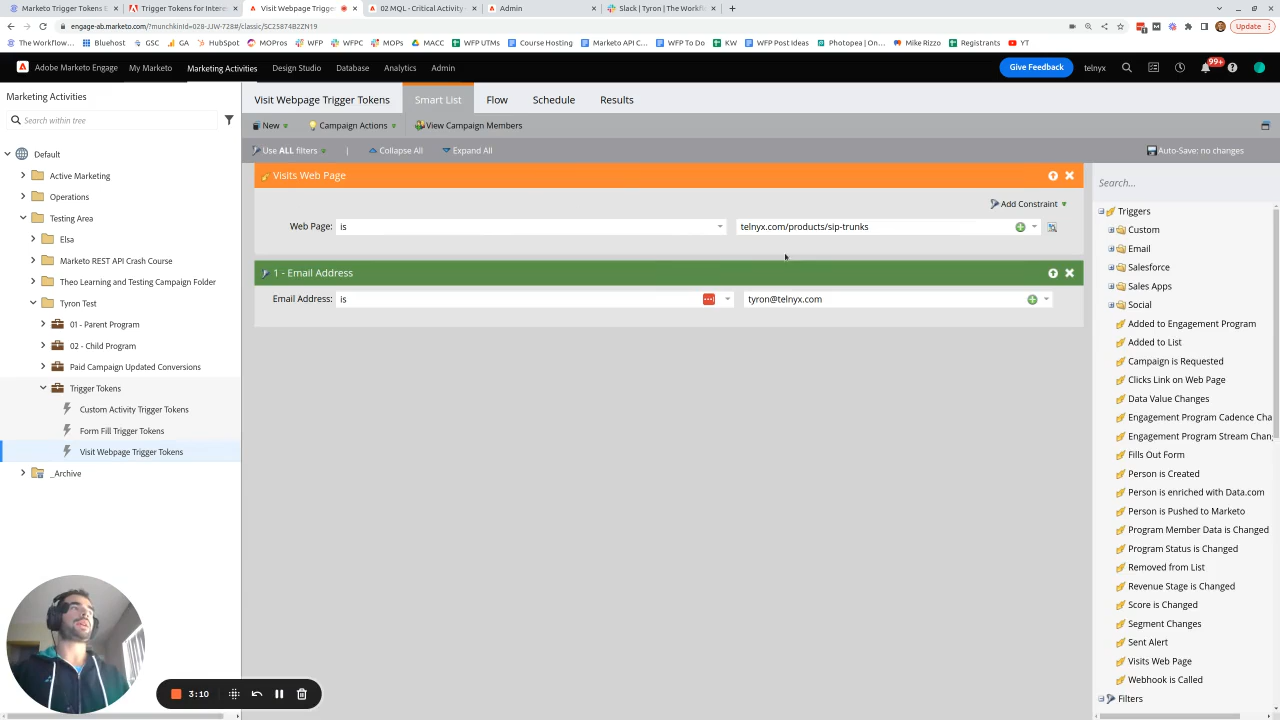 Marketo Trigger Tokens E
Trigger Tokens For Interes
Visit Webpage Trigge
02 MQL - Critical Activity
Admin
Slack | Tyron | The Workflo
engage-ab.marketo.com/?munchkinId=028-JJW-728#/classic/SC25874B2ZN19
Update
The Workflow...
Bluehost
GSC
GA
HubSpot
MOPros
WFP
WFPC
MOPs
MACC
WFP UTMs
Course Hosting
Marketo API C...
WFP To Do
KW
WFP Post Ideas
Photopea | On...
Mike Rizzo
Registrants
YT
Adobe Marketo Engage
My Marketo
Marketing Activities
Design Studio
Database
Analytics
Admin
Give Feedback
telnyx
99+
Marketing Activities
Search within tree
Default
Active Marketing
Operations
Testing Area
Elsa
Marketo REST API Crash Course
Theo Learning and Testing Campaign Folder
Tyron Test
01 - Parent Program
02 - Child Program
Paid Campaign Updated Conversions
Trigger Tokens
Custom Activity Trigger Tokens
Form Fill Trigger Tokens
Visit Webpage Trigger Tokens
_Archive
Visit Webpage Trigger Tokens
Smart List
Flow
Schedule
Results
New
Campaign Actions
View Campaign Members
Use ALL filters
|
Collapse All
Expand All
Auto-Save: no changes
Visits Web Page
Add Constraint
Web Page: is
telnyx.com/products/sip-trunks
1 - Email Address
Email Address: is
tyron@telnyx.com
Search...
Triggers
Custom
Email
Salesforce
Sales Apps
Social
Added to Engagement Program
Added to List
Campaign is Requested
Clicks Link on Web Page
Data Value Changes
Engagement Program Cadence Cha
Engagement Program Stream Chan
Fills Out Form
Person is Created
Person is enriched with Data.com
Person is Pushed to Marketo
Program Member Data is Changed
Program Status is Changed
Removed from List
Revenue Stage is Changed
Score is Changed
Segment Changes
Sent Alert
Visits Web Page
Webhook is Called
Filters
3:10